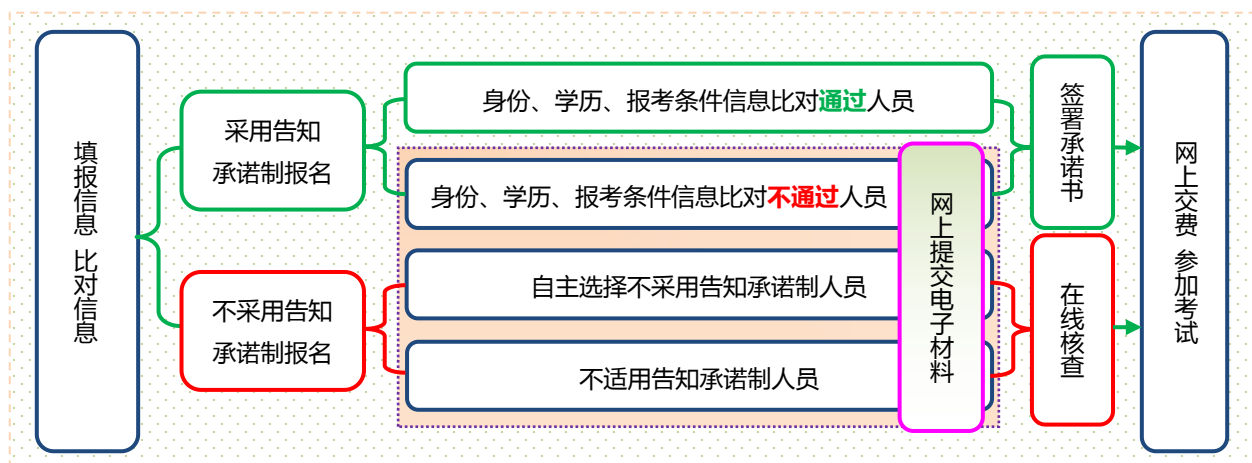 填报信息 比对信息
采用告知
承诺制报名
不采用告知
承诺制报名
身份、学历、报考条件信息比对通过人员
身份、学历、报考条件信息比对不通过人员
自主选择不采用告知承诺制人员
不适用告知承诺制人员
网上提交电子材料
签署承诺书
在线核查
网上交费 参加考试